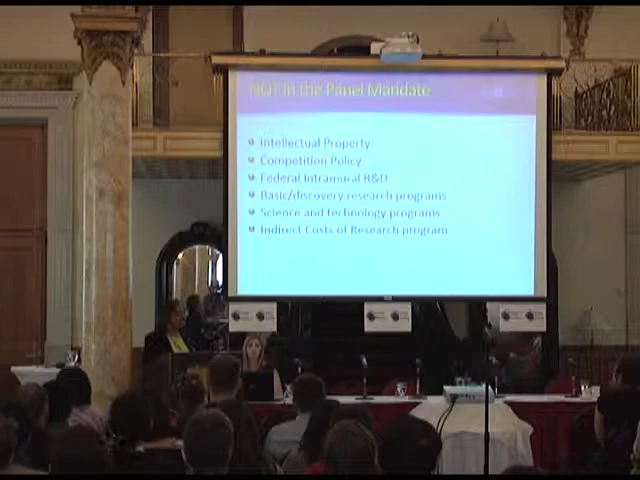 NOT in the Panel Mandate
Intellectual Property
Competition Policy
Federal Intramural R&D
Basic/discovery research programs
Science and technology programs
Indirect Costs of Research program